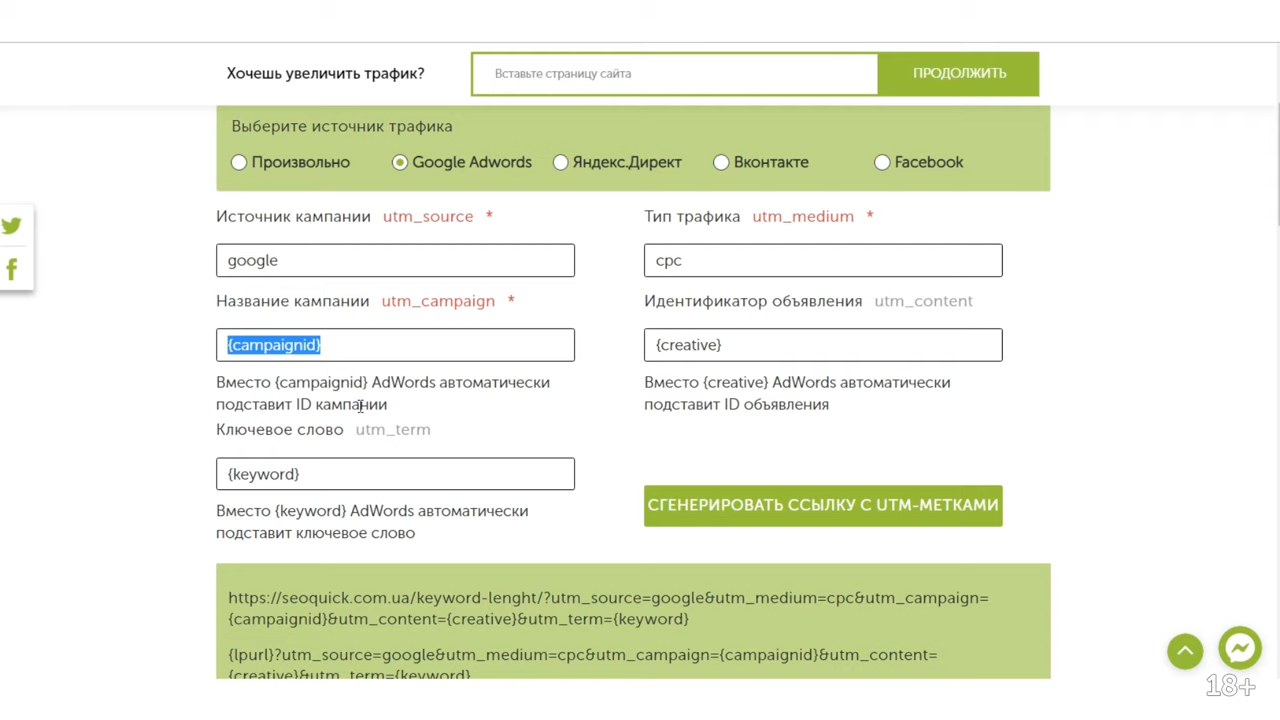 Хочешь увеличить трафик?
Вставьте страницу сайта
ПРОДОЛЖИТЬ
Выберите источник трафика
Произвольно Google Adwords Яндекс.Директ Вконтакте Facebook
Источник кампании utm_source *
Тип трафика utm_medium *
google
cpc
Название кампании utm_campaign *
Идентификатор объявления utm_content
{campaignid}
{creative}
Вместо {campaignid} AdWords автоматически
подставит ID кампании
Вместо {creative} AdWords автоматически
подставит ID объявления
Ключевое слово utm_term
{keyword}
СГЕНЕРИРОВАТЬ ССЫЛКУ С UTM-МЕТКАМИ
Вместо {keyword} AdWords автоматически
подставит ключевое слово
https://seoquick.com.ua/keyword-lenght/?utm_source=google&utm_medium=cpc&utm_campaign=
{campaignid}&utm_content={creative}&utm_term={keyword}
{lpurl}?utm_source=google&utm_medium=cpc&utm_campaign={campaignid}&utm_content=
{creative}&utm_term={keyword}
18+